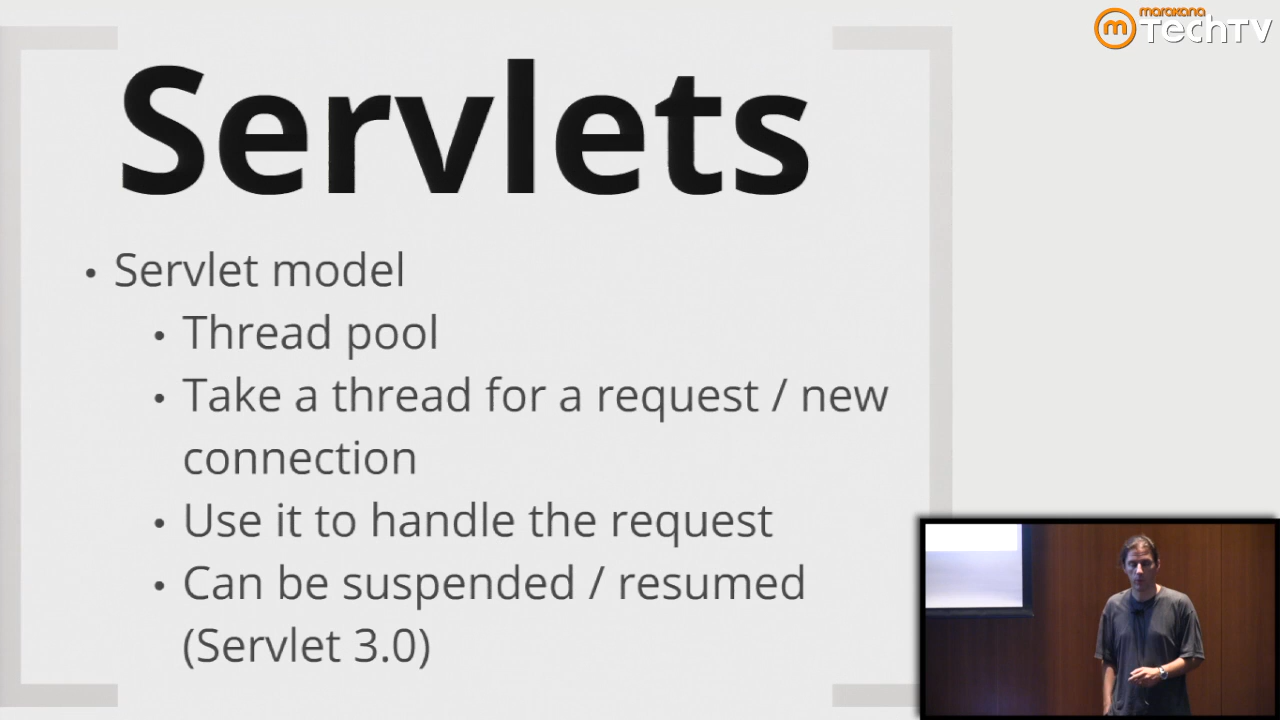 marakana
TechTV
Servlets
• Servlet model
• Thread pool
• Take a thread for a request / new
connection
• Use it to handle the request
• Can be suspended / resumed
(Servlet 3.0)